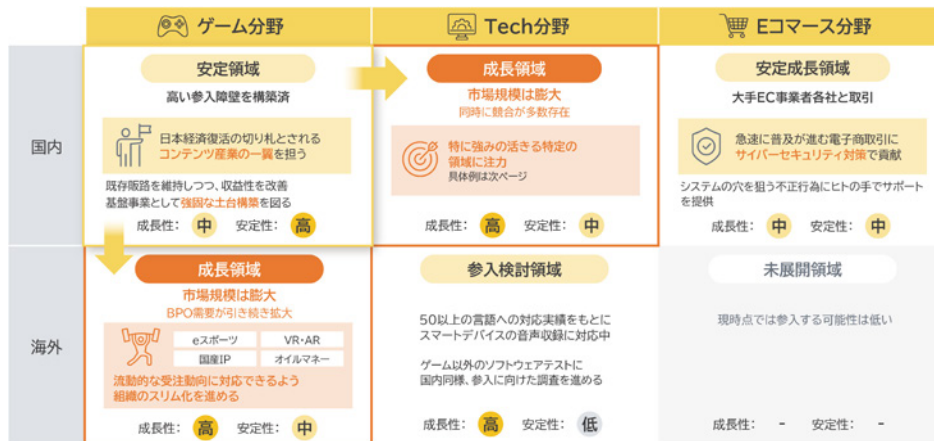 ゲーム分野
Tech分野
Eコマース分野
国内
安定領域
高い参入障壁を構築済
日本経済復活の切り札とされる
コンテンツ産業の一翼を担う
既存販路を維持しつつ、収益性を改善
基盤事業として強固な土台構築を図る
成長性： 中 安定性： 高
成長領域
市場規模は膨大
同時に競合が多数存在
特に強みの活きる特定の
領域に注力
具体例は次ページ
成長性： 高 安定性： 中
安定成長領域
大手EC事業者各社と取引
急速に普及が進む電子商取引に
サイバーセキュリティ対策で貢献
システムの穴を狙う不正行為にヒトの手でサポート
を提供
成長性： 中 安定性： 中
海外
成長領域
市場規模は膨大
BPO需要が引き続き拡大
eスポーツ
VR・AR
国産IP
オイルマネー
流動的な受注動向に対応できるよう
組織のスリム化を進める
成長性： 高 安定性： 中
参入検討領域
50以上の言語への対応実績をもとに
スマートデバイスの音声収録に対応中
ゲーム以外のソフトウェアテストに
国内同様、参入に向けた調査を進める
成長性： 高 安定性： 低
未展開領域
現時点では参入する可能性は低い
成長性： - 安定性： -